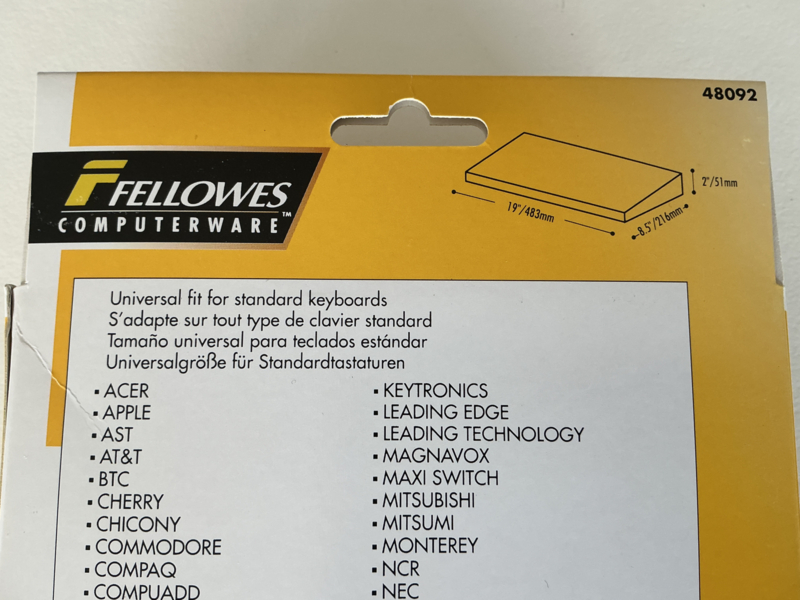 48092
FELLOWES
COMPUTERWARE™
2"/51mm
19"/483mm
8.5"/216mm
Universal fit for standard keyboards
S'adapte sur tout type de clavier standard
Tamaño universal para teclados estándar
Universalgröße für Standardtastaturen
▪ ACER
▪ APPLE
▪ AST
▪ AT&T
▪ BTC
▪ CHERRY
▪ CHICONY
▪ COMMODORE
▪ COMPAQ
▪ COMPUADD
▪ KEYTRONICS
▪ LEADING EDGE
▪ LEADING TECHNOLOGY
▪ MAGNAVOX
▪ MAXI SWITCH
▪ MITSUBISHI
▪ MITSUMI
▪ MONTEREY
▪ NCR
▪ NEC